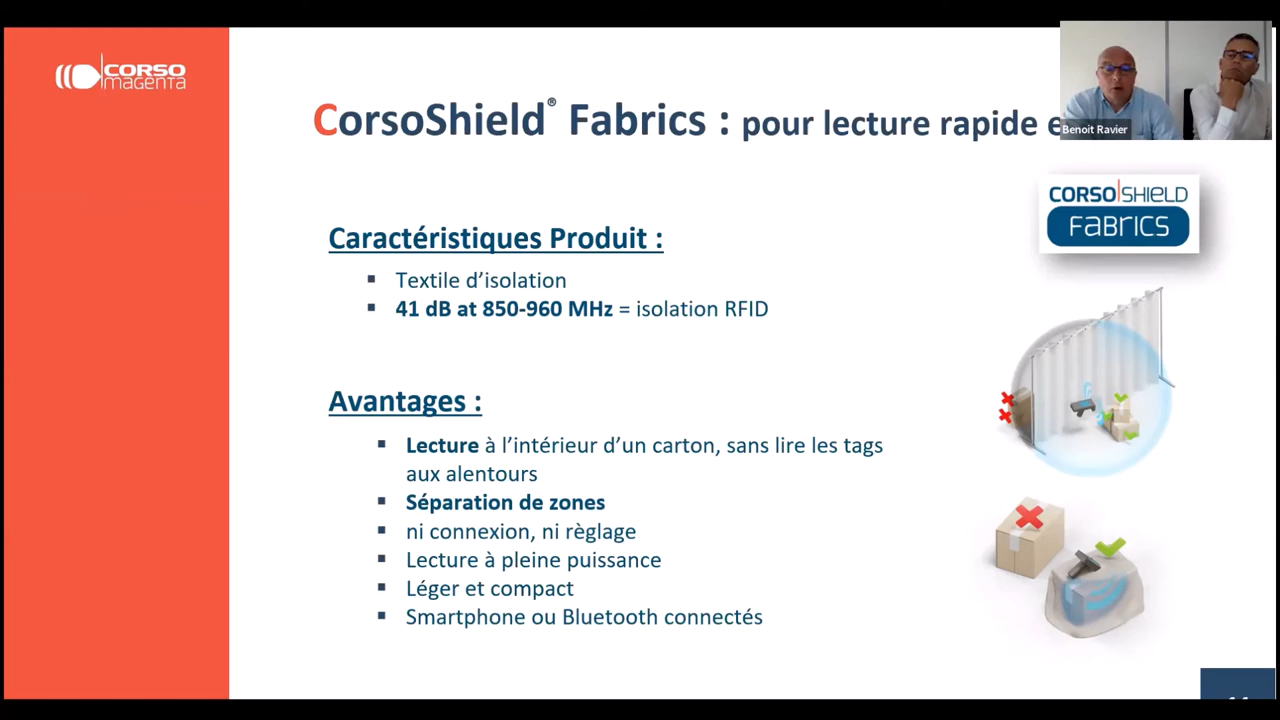 CORSO
magenta
CorsoShield® Fabrics : pour lecture rapide e
Benoit Ravier
CORSO|SHIELD
FABRICS
Caractéristiques Produit :
▪ Textile d’isolation
▪ 41 dB at 850-960 MHz = isolation RFID
Avantages :
▪ Lecture à l’intérieur d’un carton, sans lire les tags
aux alentours
▪ Séparation de zones
▪ ni connexion, ni règlage
▪ Lecture à pleine puissance
▪ Léger et compact
▪ Smartphone ou Bluetooth connectés